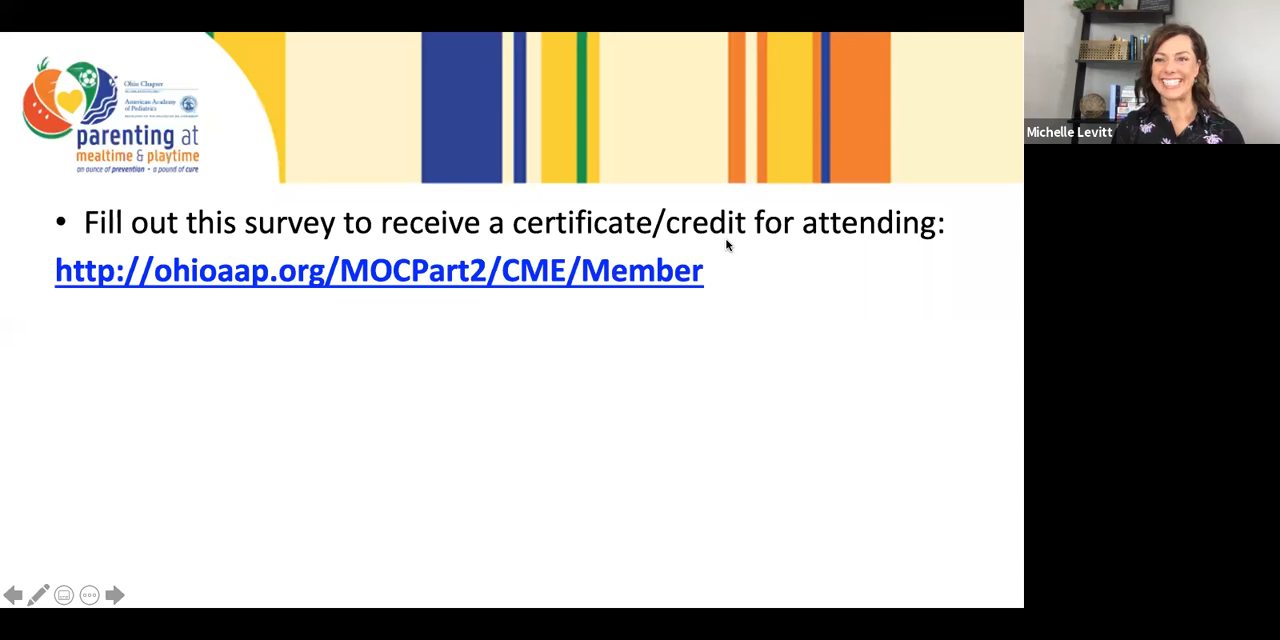 Ohio Chapter
American Academy
of Pediatrics
parenting at
mealtime & playtime
an ounce of prevention • a pound of cure
Michelle Levitt
• Fill out this survey to receive a certificate/credit for attending:
http://ohioaap.org/MOCPart2/CME/Member